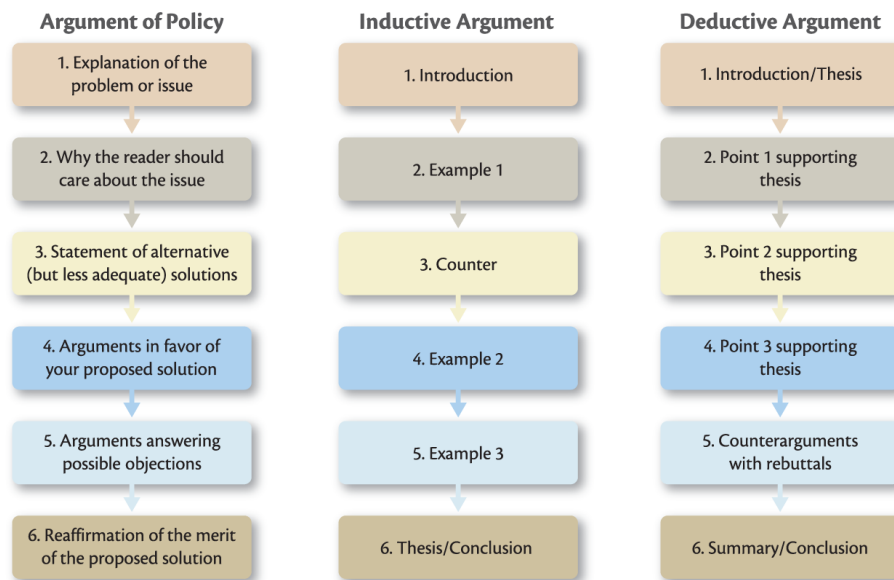 Argument of Policy
1. Explanation of the
problem or issue
2. Why the reader should
care about the issue
3. Statement of alternative
(but less adequate) solutions
4. Arguments in favor of
your proposed solution
5. Arguments answering
possible objections
6. Reaffirmation of the merit
of the proposed solution
Inductive Argument
1. Introduction
2. Example 1
3. Counter
4. Example 2
5. Example 3
6. Thesis/Conclusion
Deductive Argument
1. Introduction/Thesis
2. Point 1 supporting
thesis
3. Point 2 supporting
thesis
4. Point 3 supporting
thesis
5. Counterarguments
with rebuttals
6. Summary/Conclusion